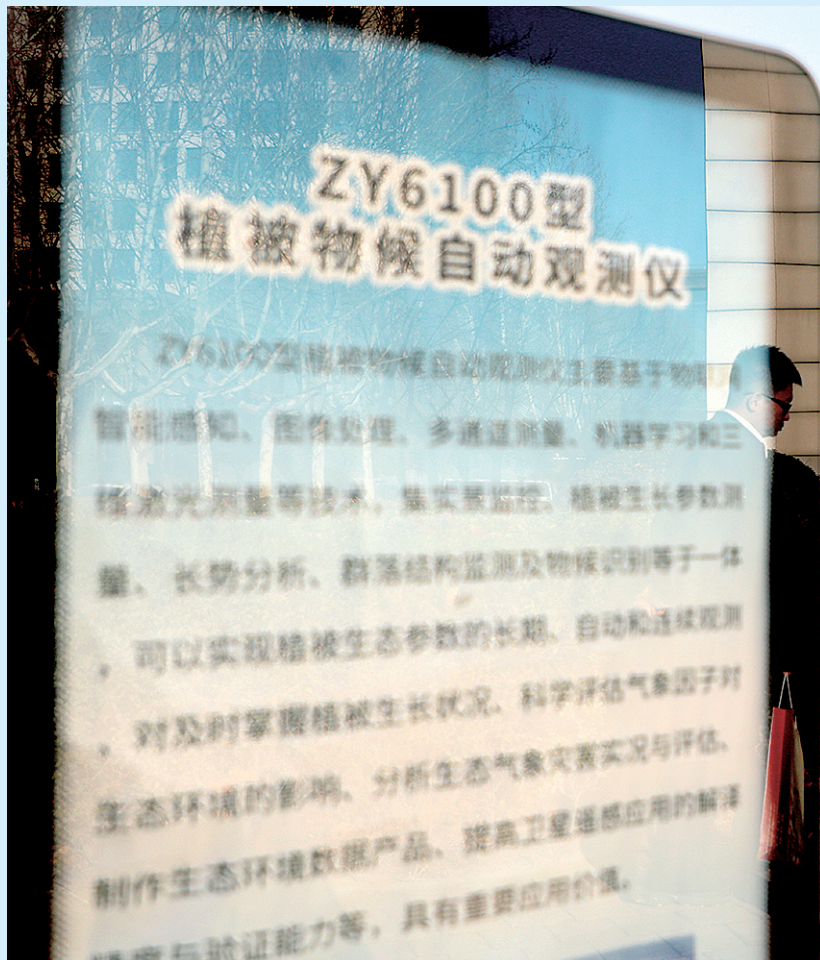 ZY6100型
植被物候自动观测仪
ZY6100型植被物候自动观测仪主要基于物联
智能感知、图像处理、多通道测量、机器学习和三
维激光测量等技术，集实景监控、植被生长参数测
量、长势分析、群落结构监测及物候识别等于一体
，可以实现植被生态参数的长期、自动和连续观测
，对及时掌握植被生长状况、科学评估气象因子对
生态环境的影响、分析生态气象灾害实况与评估、
制作生态环境数据产品、提高卫星遥感应用的解译
精度与验证能力等，具有重要应用价值。